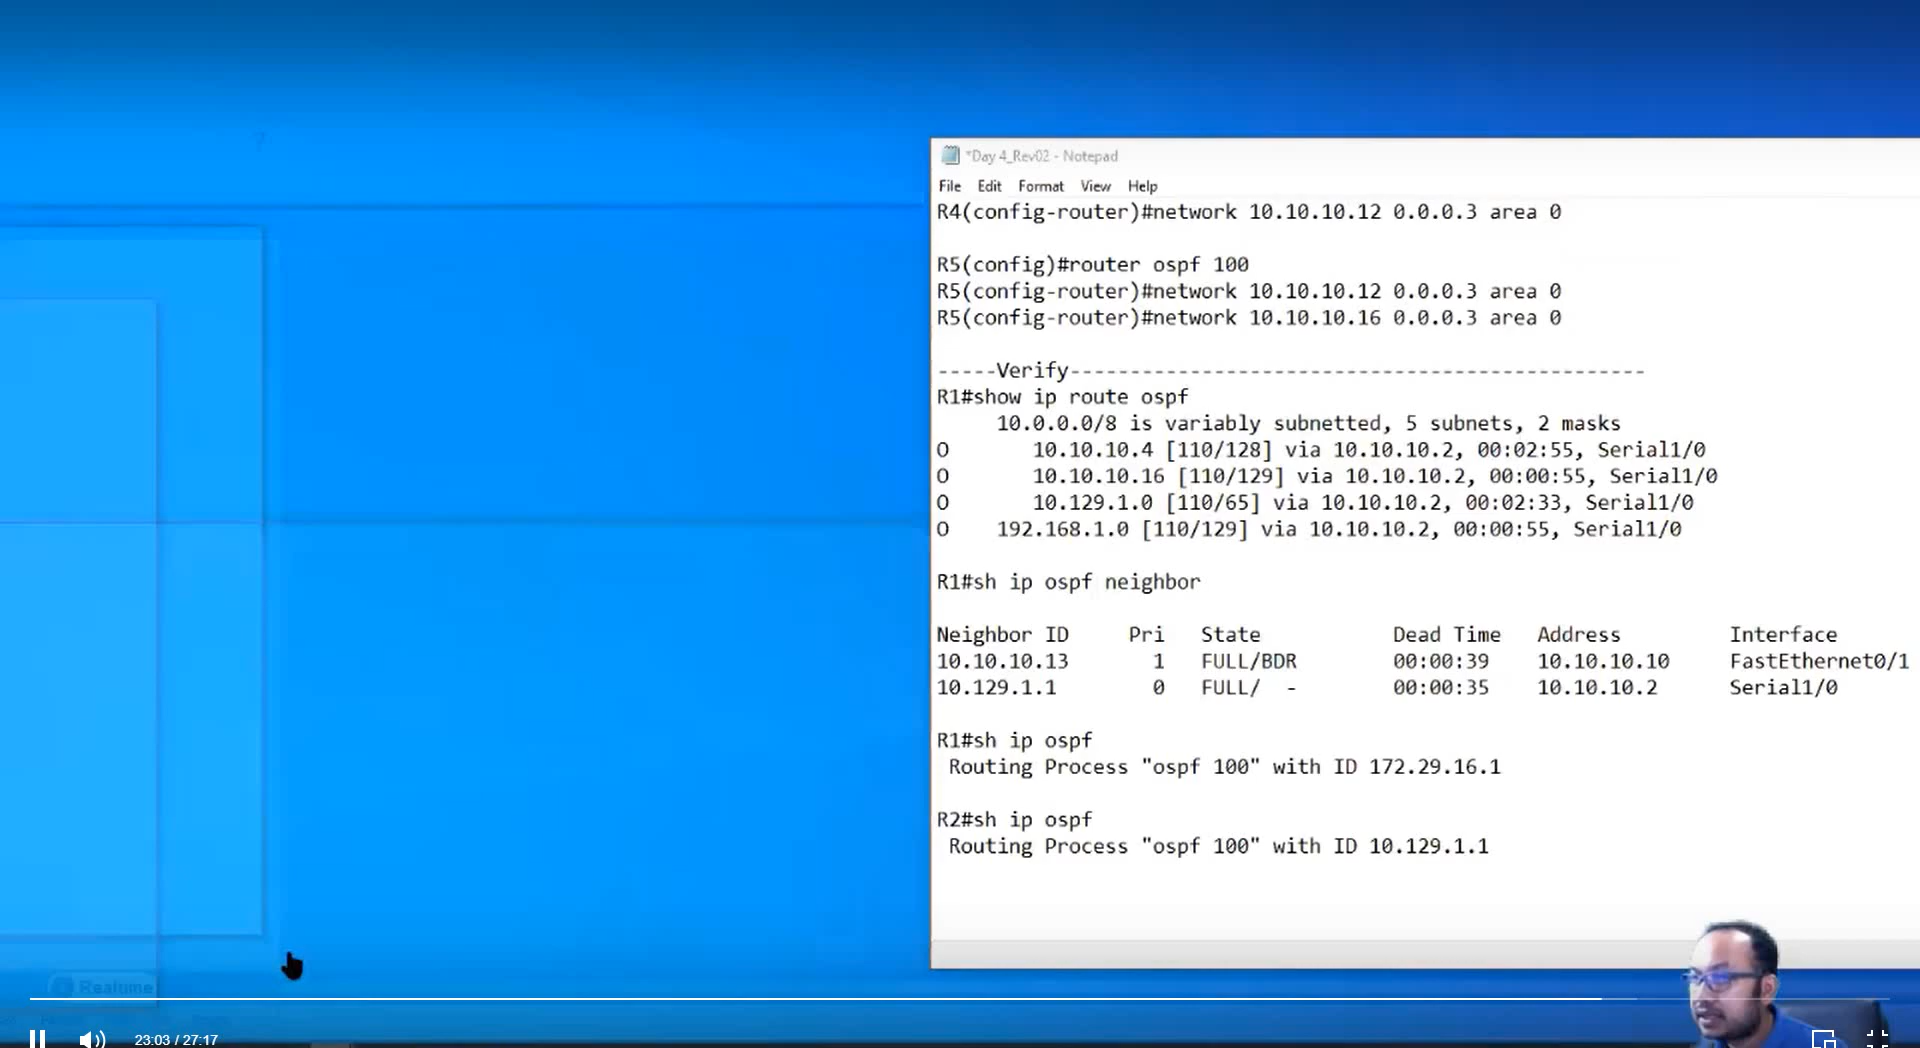 *Day 4_Rev02 - Notepad
File Edit Format View Help
R4(config-router)#network 10.10.10.12 0.0.0.3 area 0
R5(config)#router ospf 100
R5(config-router)#network 10.10.10.12 0.0.0.3 area 0
R5(config-router)#network 10.10.10.16 0.0.0.3 area 0
-----Verify------------------------------------------------
R1#show ip route ospf
10.0.0.0/8 is variably subnetted, 5 subnets, 2 masks
O 10.10.10.4 [110/128] via 10.10.10.2, 00:02:55, Serial1/0
O 10.10.10.16 [110/129] via 10.10.10.2, 00:00:55, Serial1/0
O 10.129.1.0 [110/65] via 10.10.10.2, 00:02:33, Serial1/0
O 192.168.1.0 [110/129] via 10.10.10.2, 00:00:55, Serial1/0
R1#sh ip ospf neighbor
Neighbor ID Pri State Dead Time Address Interface
10.10.10.13 1 FULL/BDR 00:00:39 10.10.10.10 FastEthernet0/1
10.129.1.1 0 FULL/ - 00:00:35 10.10.10.2 Serial1/0
R1#sh ip ospf
Routing Process "ospf 100" with ID 172.29.16.1
R2#sh ip ospf
Routing Process "ospf 100" with ID 10.129.1.1
Realtime
23:03 / 27:17